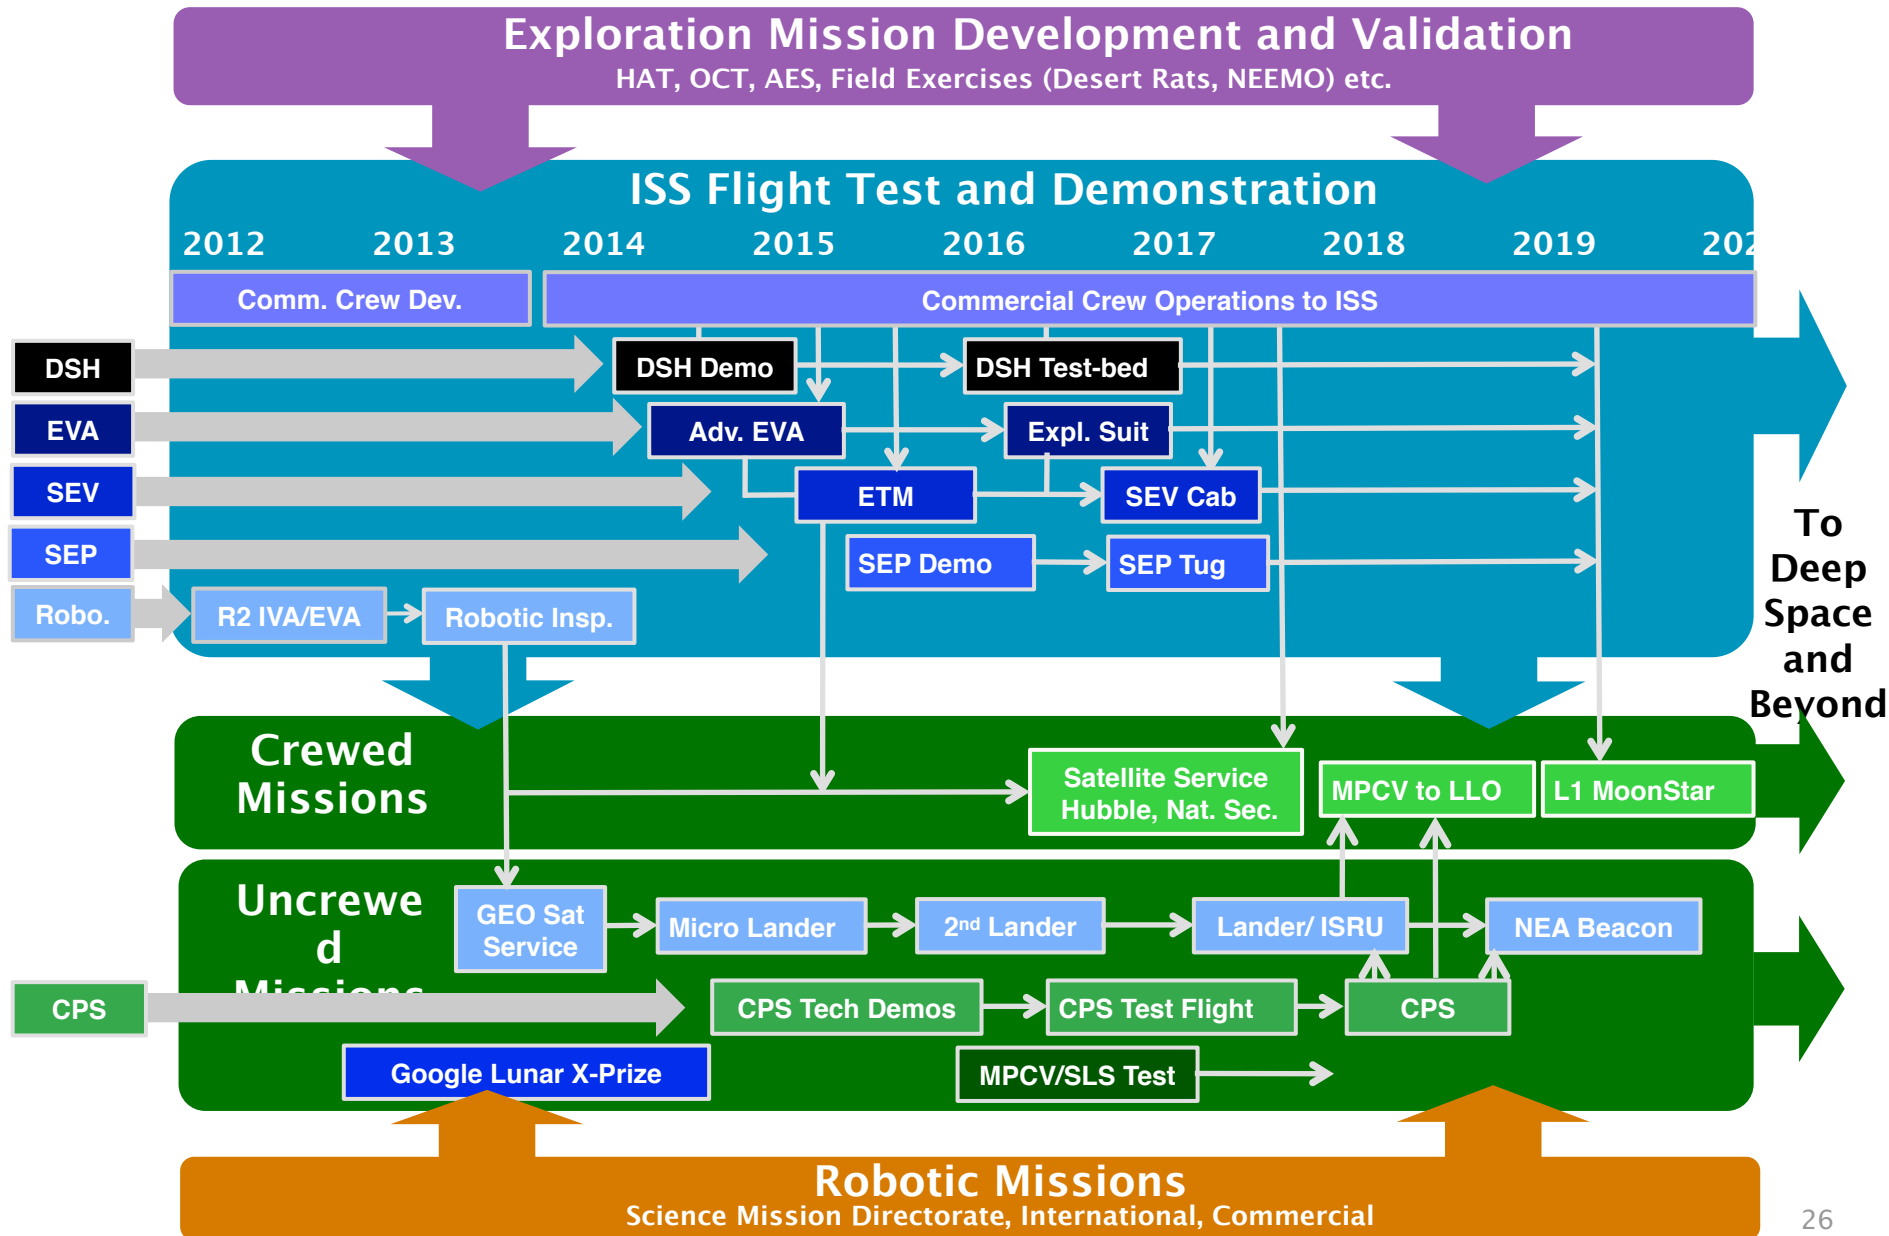 Exploration Mission Development and Validation
HAT, OCT, AES, Field Exercises (Desert Rats, NEEMO) etc.
ISS Flight Test and Demonstration
2012 2013 2014 2015 2016 2017 2018 2019 202
Comm. Crew Dev.
Commercial Crew Operations to ISS
DSH
DSH Demo
DSH Test-bed
EVA
Adv. EVA
Expl. Suit
SEV
ETM
SEV Cab
SEP
SEP Demo
SEP Tug
Robo.
R2 IVA/EVA
Robotic Insp.
To
Deep
Space
and
Beyond
Crewed
Missions
Satellite Service
Hubble, Nat. Sec.
MPCV to LLO
L1 MoonStar
Uncrewe
d
Missions
GEO Sat
Service
Micro Lander
2nd Lander
Lander/ ISRU
NEA Beacon
CPS
CPS Tech Demos
CPS Test Flight
CPS
Google Lunar X-Prize
MPCV/SLS Test
Robotic Missions
Science Mission Directorate, International, Commercial
26